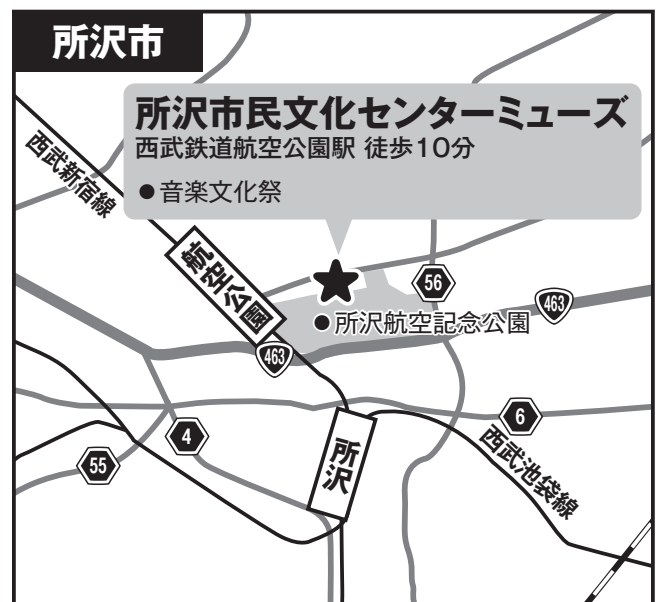 所沢市
所沢市民文化センターミューズ
西武鉄道航空公園駅 徒歩10分
●音楽文化祭
西武新宿線
航空公園
56
463
●所沢航空記念公園
463
6
4
所沢
西武池袋線
55